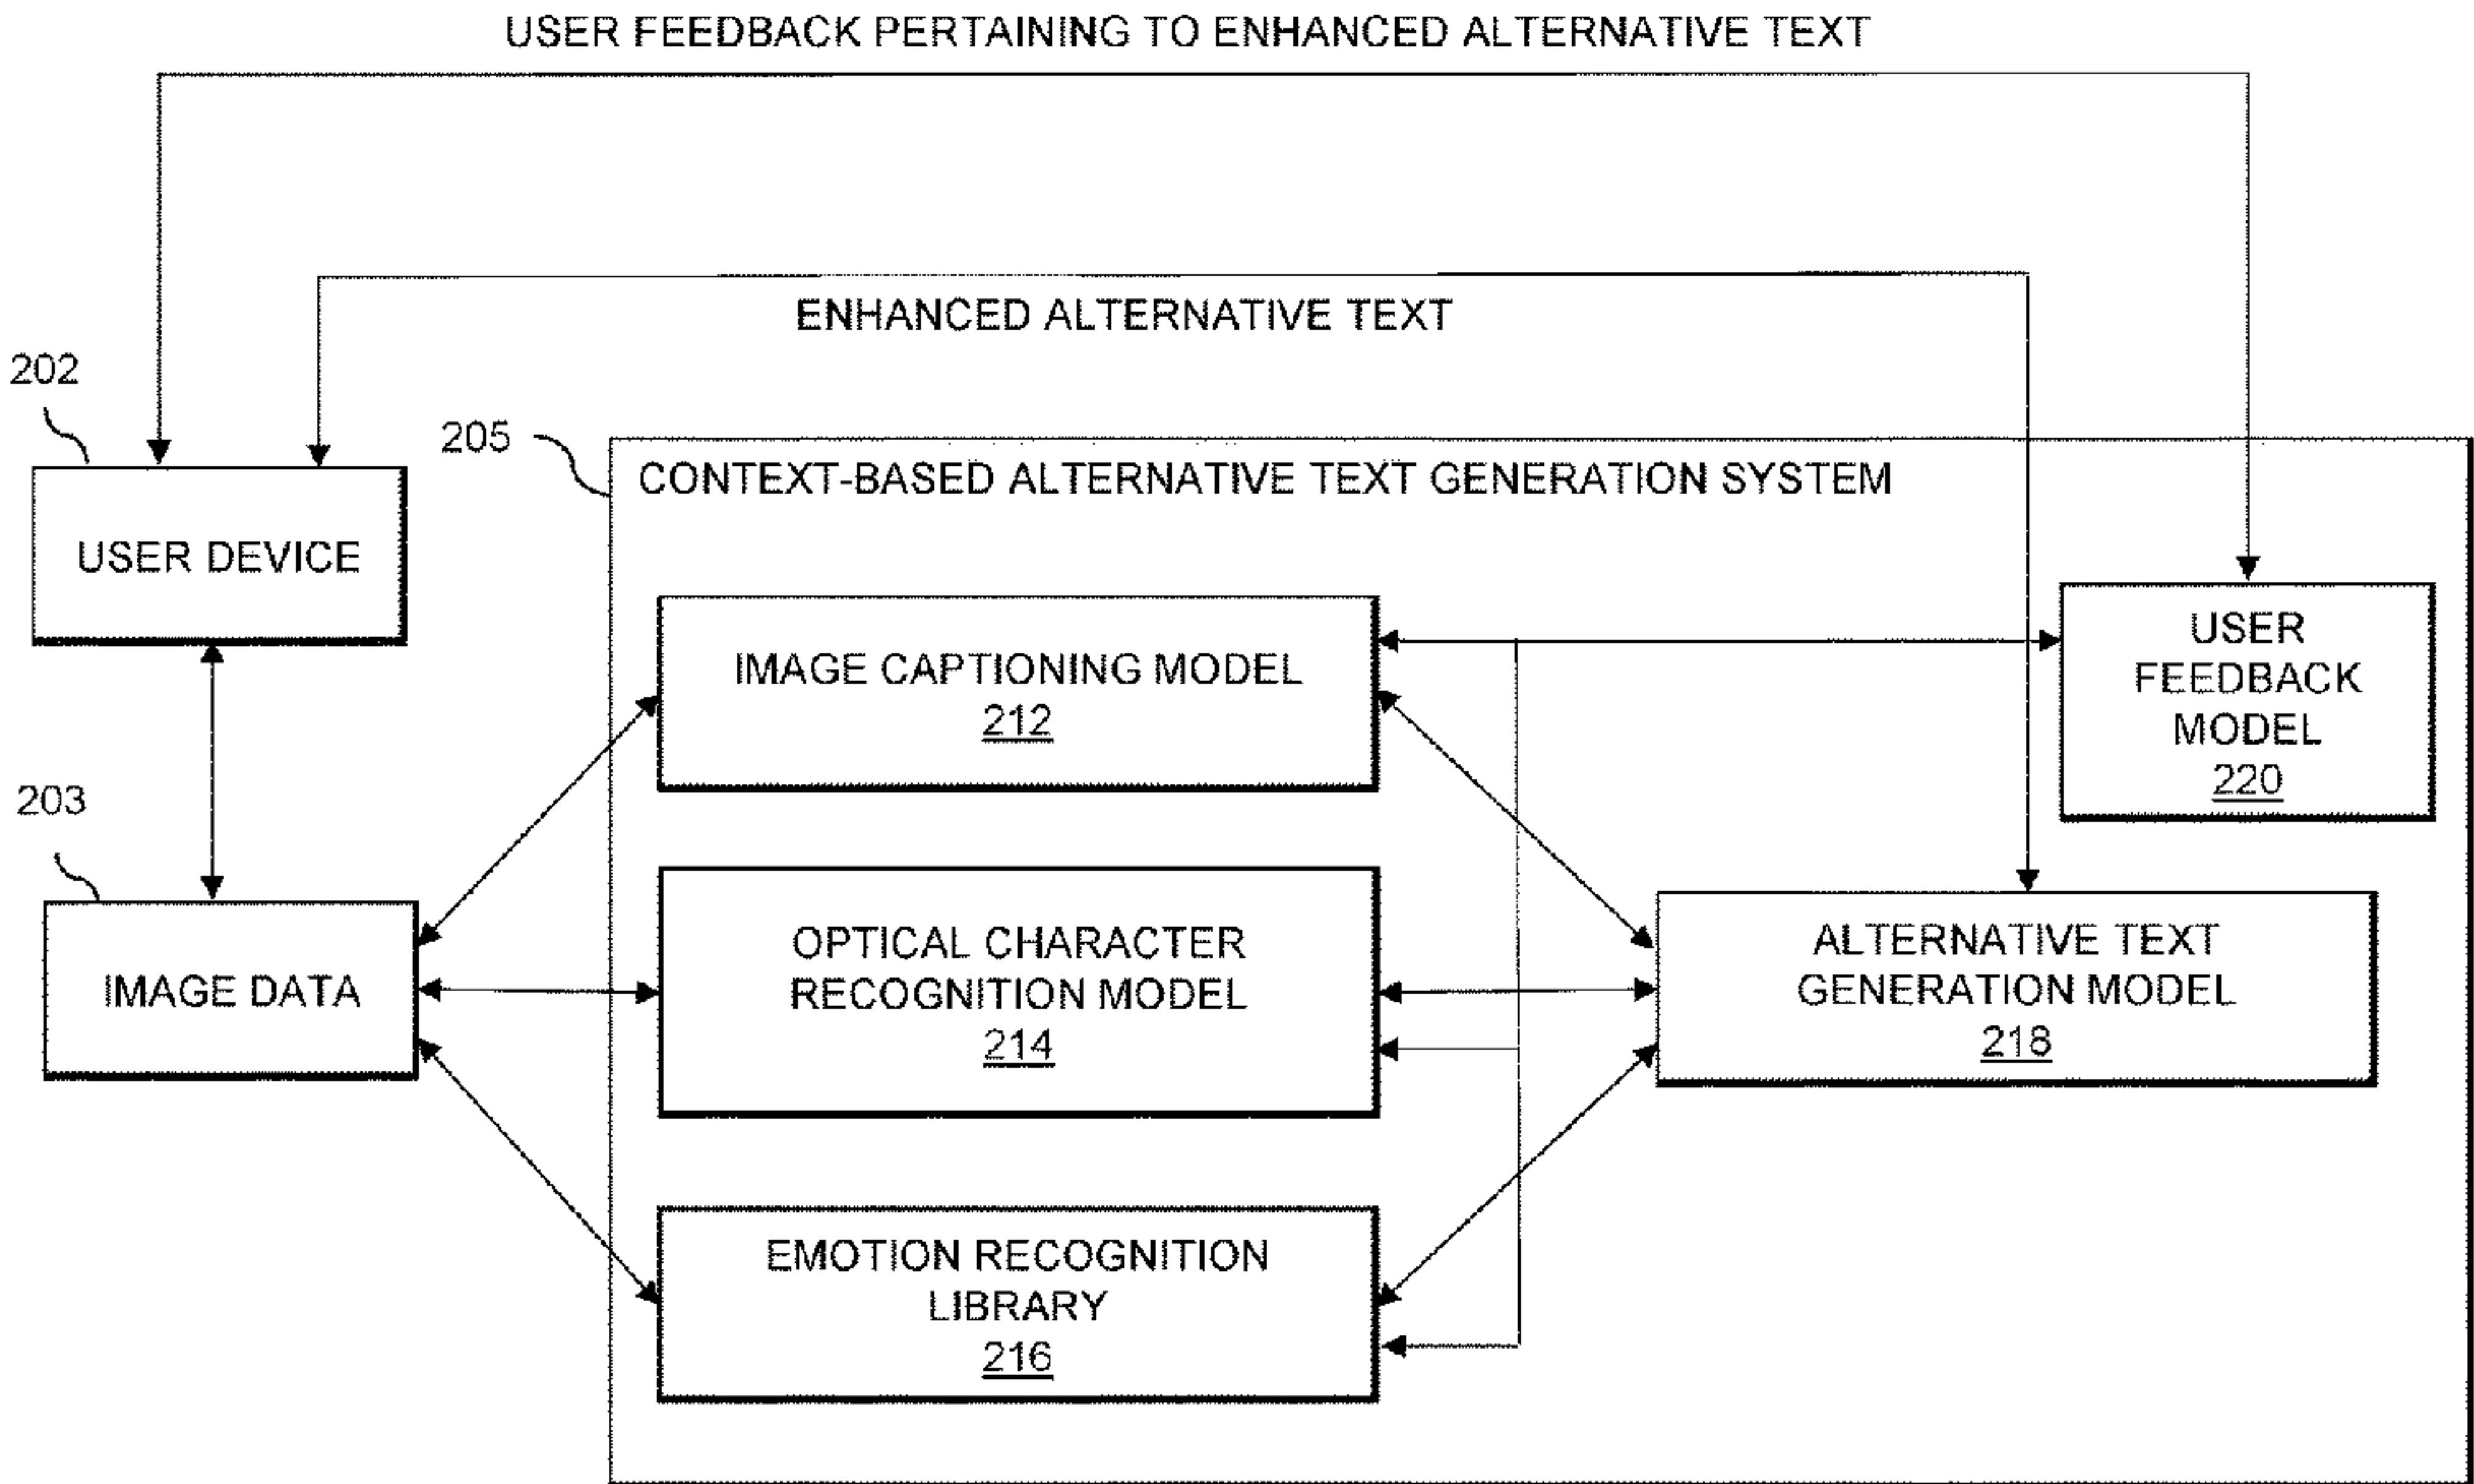 USER FEEDBACK PERTAINING TO ENHANCED ALTERNATIVE TEXT
ENHANCED ALTERNATIVE TEXT
202
205
CONTEXT-BASED ALTERNATIVE TEXT GENERATION SYSTEM
USER DEVICE
IMAGE CAPTIONING MODEL
212
USER
FEEDBACK
MODEL
220
203
IMAGE DATA
OPTICAL CHARACTER
RECOGNITION MODEL
214
ALTERNATIVE TEXT
GENERATION MODEL
218
EMOTION RECOGNITION
LIBRARY
216